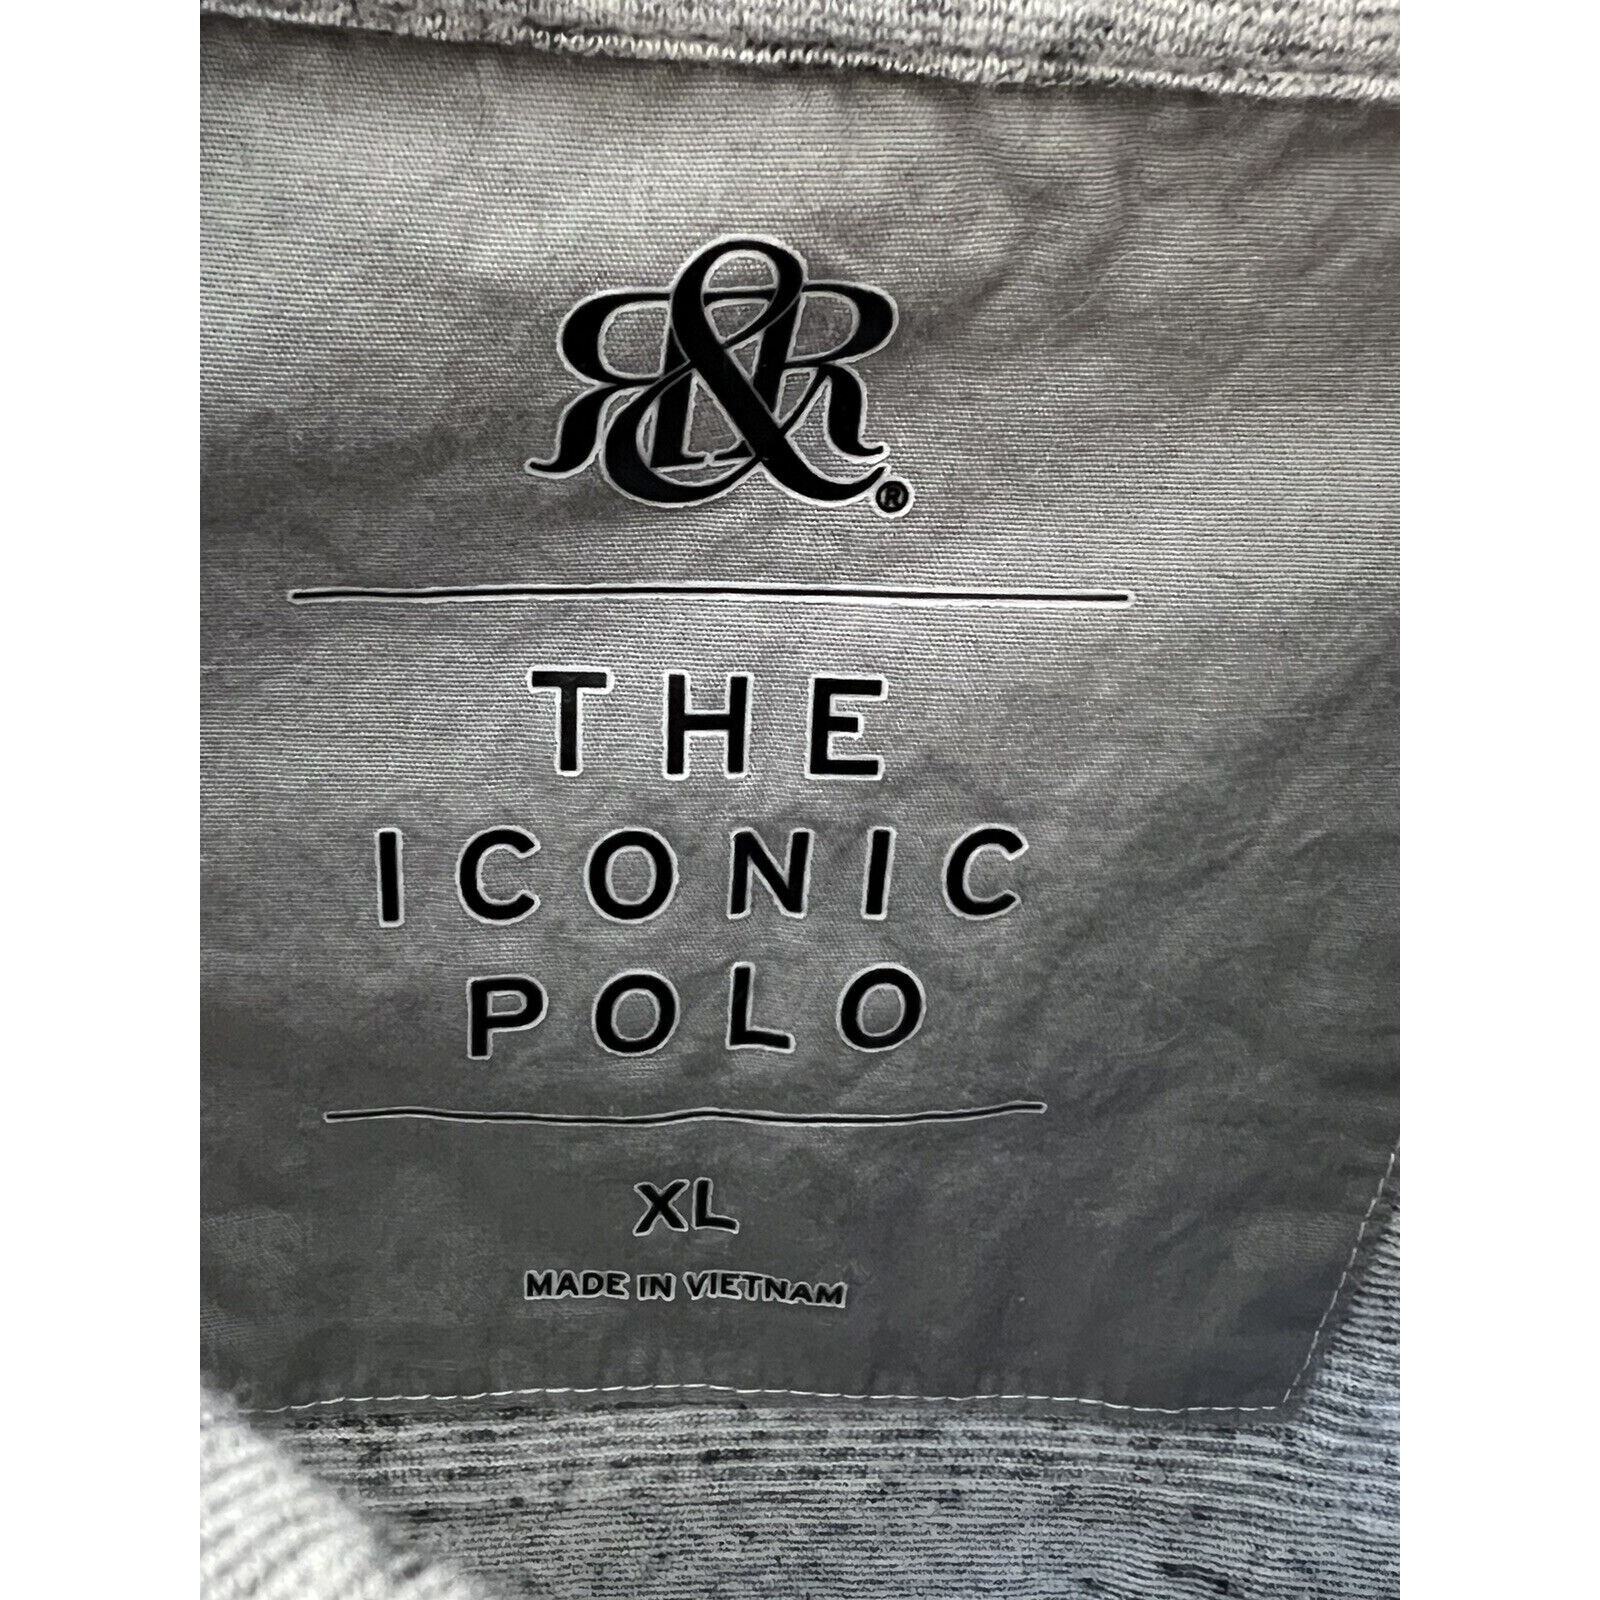 R&R®
THE
ICONIC
POLO
XL
MADE IN VIETNAM